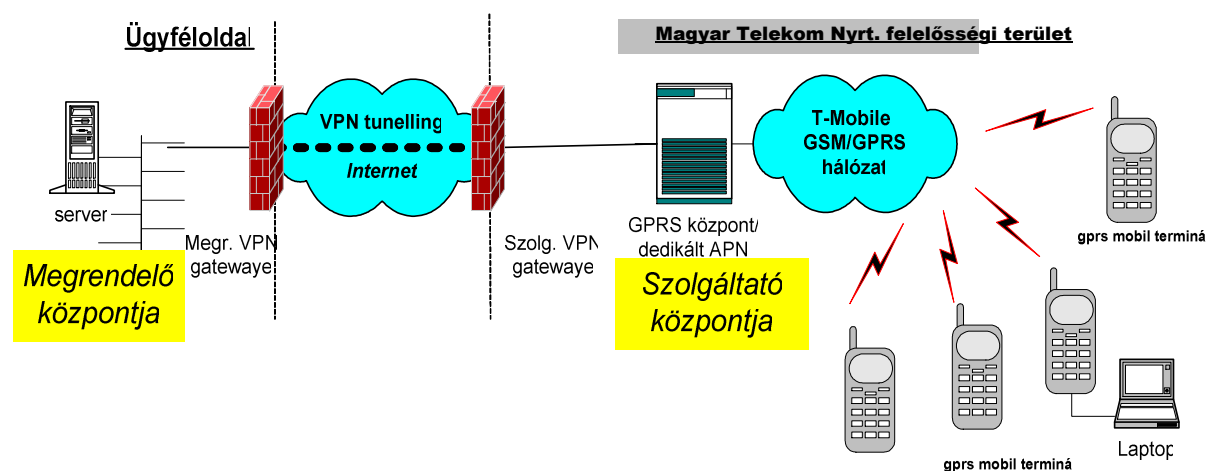 Ügyféloldal
Magyar Telekom Nyrt. felelősségi terület
VPN tunelling
Internet
T-Mobile
GSM/GPRS
hálózat
server
Megr. VPN
gatewaye
Szolg. VPN
gatewaye
GPRS központ/
dedikált APN
gprs mobil terminá
Megrendelő
központja
Szolgáltató
központja
Laptop
gprs mobil terminá